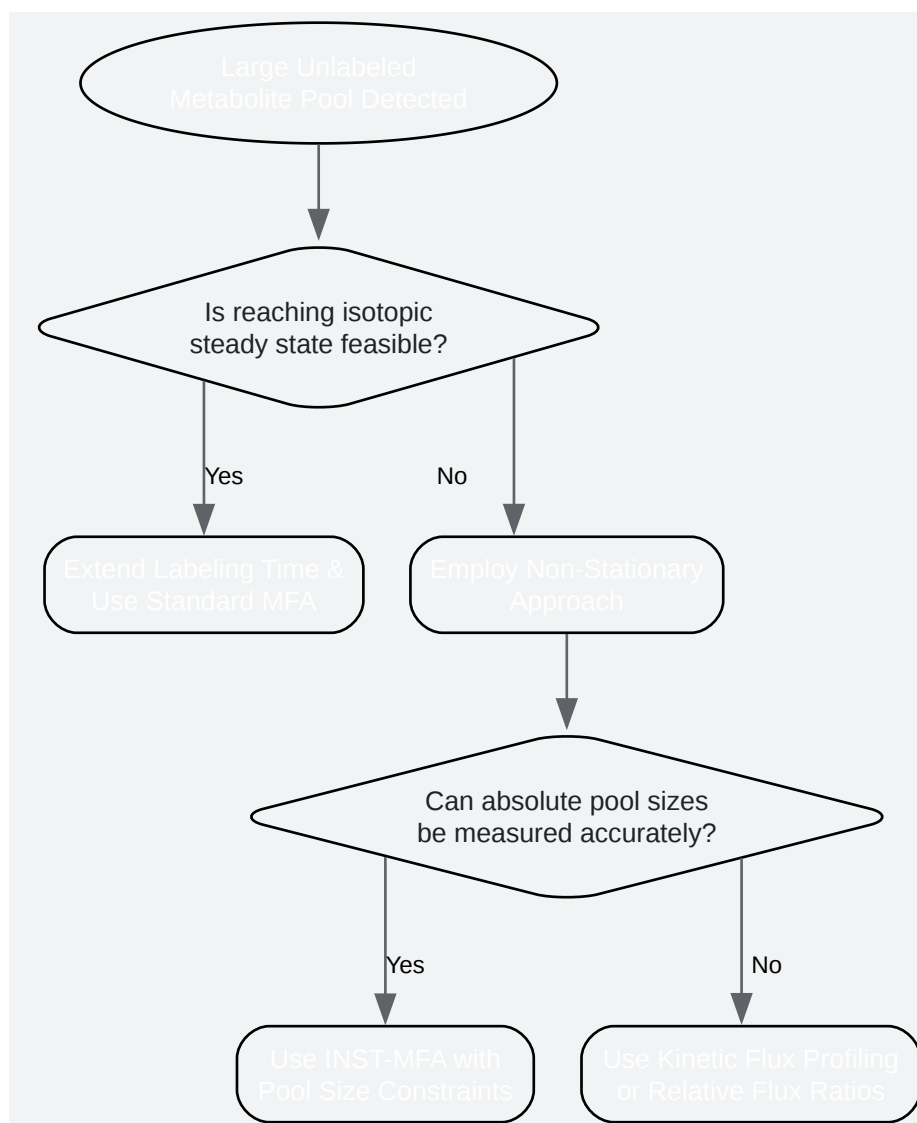 Large Unlabeled
Metabolite Pool Detected
Is reaching isotopic
steady state feasible?
Yes
No
Extend Labeling Time &
Use Standard MFA
Employ Non-Stationary
Approach
Can absolute pool sizes
be measured accurately?
Yes
No
Use INST-MFA with
Pool Size Constraints
Use Kinetic Flux Profiling
or Relative Flux Ratios